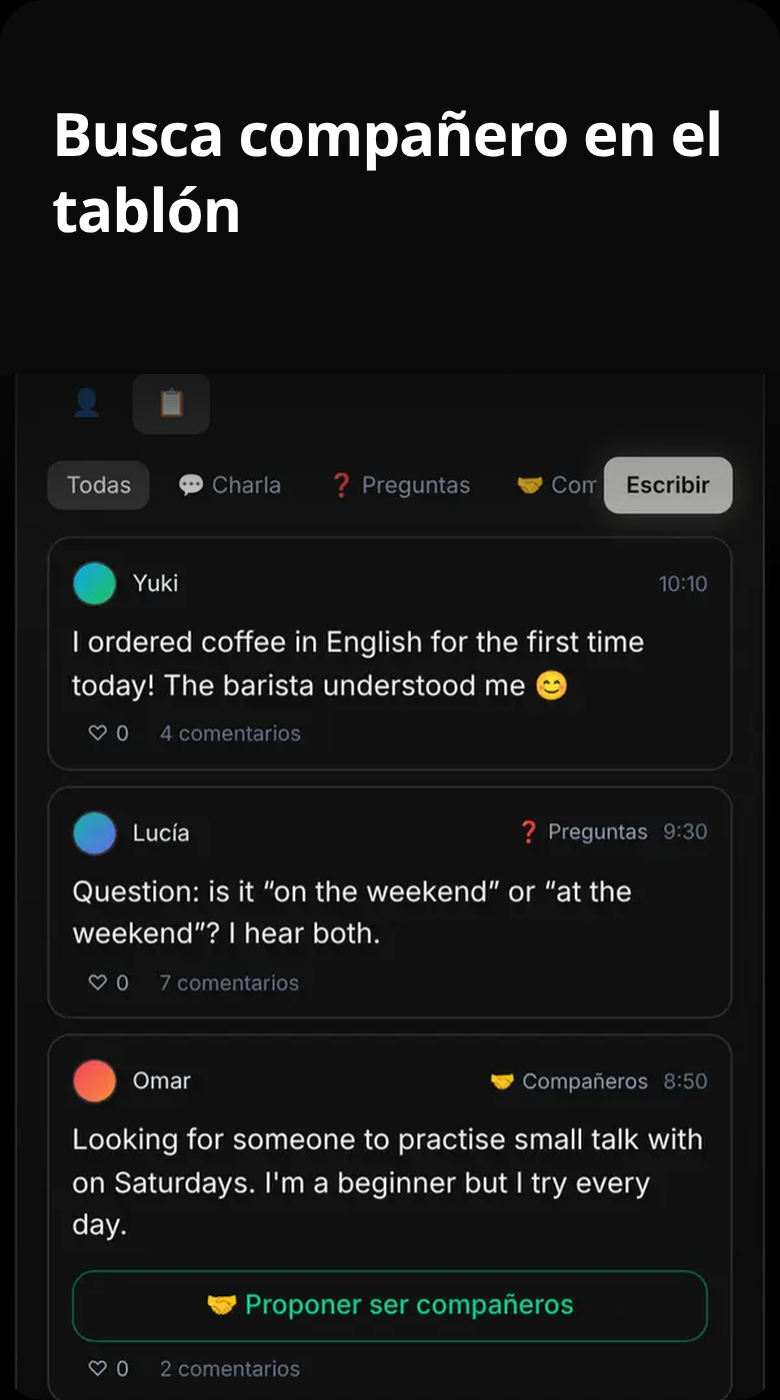 Busca compañero en el
tablón
Todas 💬 Charla ❓ Preguntas 🤝 Com Escribir
Yuki 10:10
I ordered coffee in English for the first time
today! The barista understood me 😊
♡ 0 4 comentarios
Lucía ❓ Preguntas 9:30
Question: is it “on the weekend” or “at the
weekend”? I hear both.
♡ 0 7 comentarios
Omar 🤝 Compañeros 8:50
Looking for someone to practise small talk with
on Saturdays. I'm a beginner but I try every
day.
🤝 Proponer ser compañeros
♡ 0 2 comentarios